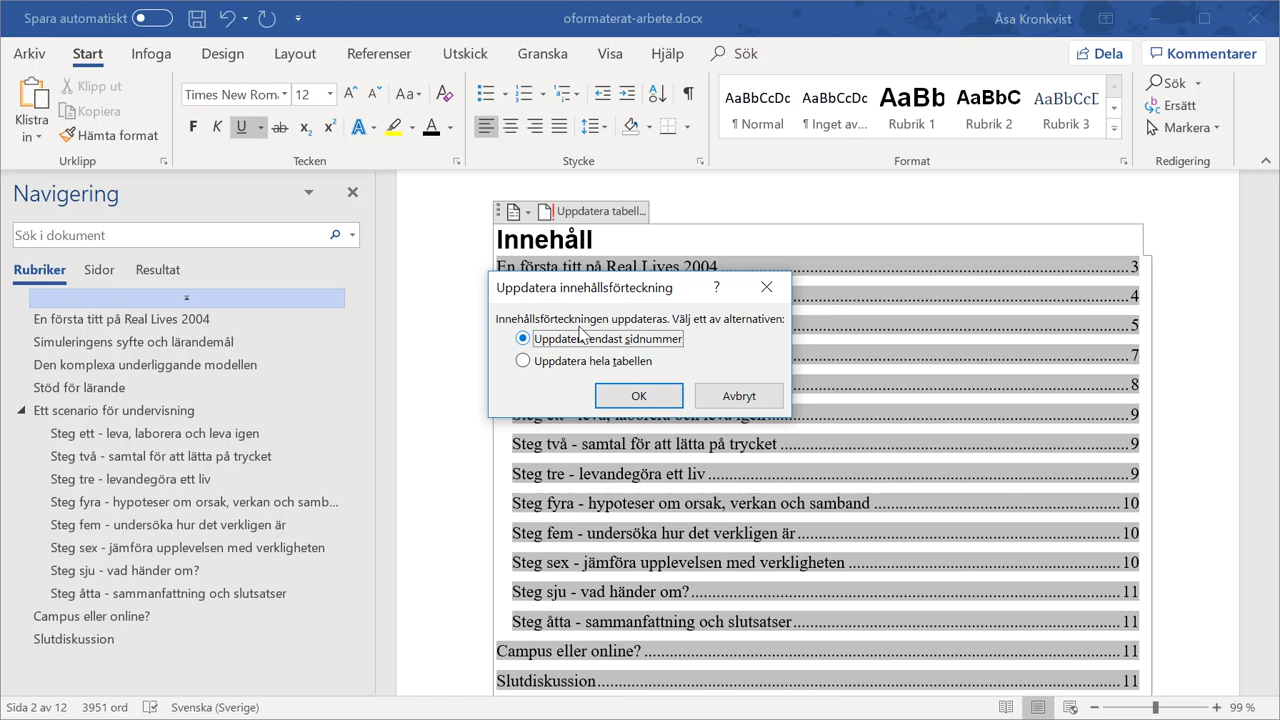 Spara automatiskt
oformaterat-arbete.docx
Åsa Kronkvist
Arkiv Start Infoga Design Layout Referenser Utskick Granska Visa Hjälp Sök Dela Kommentarer
Klistra in
Klipp ut
Kopiera
Hämta format
Times New Rom 12 Aa
F K U ab x₂ x² A A
AaBbCcDc AaBbCcDc AaBb AaBbC AaBbCcD
¶ Normal ¶ Inget av... Rubrik 1 Rubrik 2 Rubrik 3
Sök
Ersätt
Markera
Urklipp Tecken Stycke Format Redigering
Navigering
Sök i dokument
Rubriker Sidor Resultat
En första titt på Real Lives 2004
Simuleringens syfte och lärandemål
Den komplexa underliggande modellen
Stöd för lärande
Ett scenario för undervisning
Steg ett - leva, laborera och leva igen
Steg två - samtal för att lätta på trycket
Steg tre - levandegöra ett liv
Steg fyra - hypoteser om orsak, verkan och samb...
Steg fem - undersöka hur det verkligen är
Steg sex - jämföra upplevelsen med verkligheten
Steg sju - vad händer om?
Steg åtta - sammanfattning och slutsatser
Campus eller online?
Slutdiskussion
Uppdatera tabell...
Innehåll
En första titt på Real Lives 2004 3
4
5
7
8
Steg ett - leva, laborera och leva igen 9
Steg två - samtal för att lätta på trycket 9
Steg tre - levandegöra ett liv 9
Steg fyra - hypoteser om orsak, verkan och samband 10
Steg fem - undersöka hur det verkligen är 10
Steg sex - jämföra upplevelsen med verkligheten 10
Steg sju - vad händer om? 11
Steg åtta - sammanfattning och slutsatser 11
Campus eller online? 11
Slutdiskussion 11
Uppdatera innehållsförteckning ?
Innehållsförteckningen uppdateras. Välj ett av alternativen:
Uppdatera endast sidnummer
Uppdatera hela tabellen
OK Avbryt
Sida 2 av 12 3951 ord Svenska (Sverige) 99 %